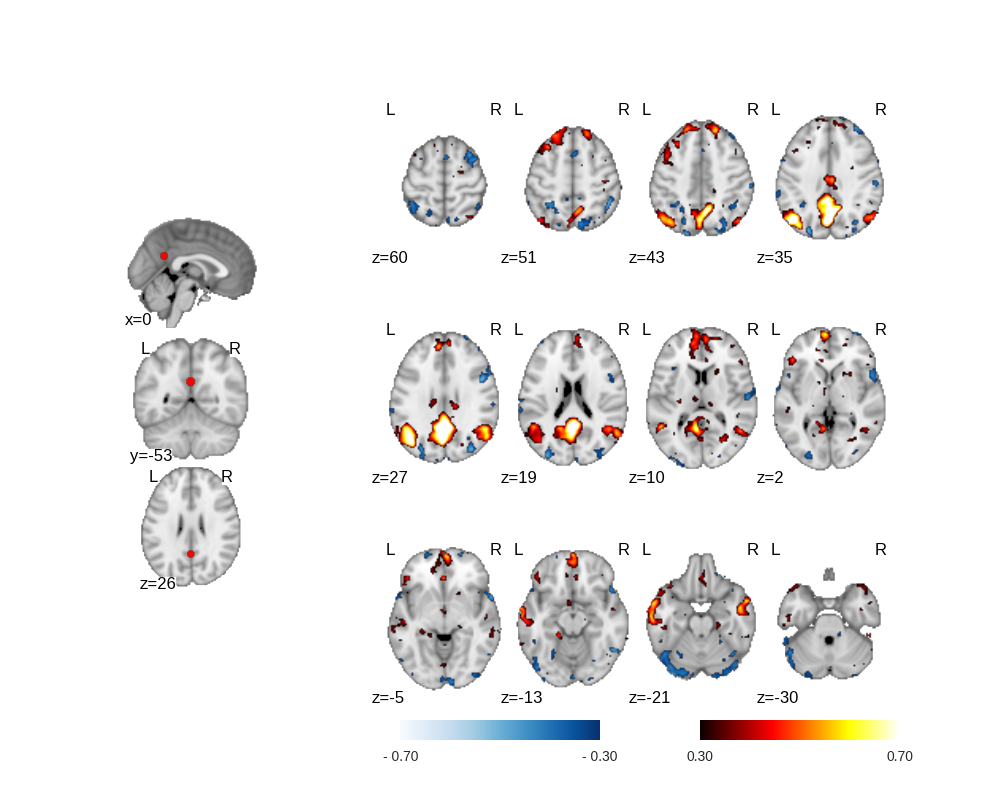 L R L R L R L R
z=60 z=51 z=43 z=35
x=0
L R
y=-53
L R
z=26
L R L R L R L R
z=27 z=19 z=10 z=2
L R L R L R L R
z=-5 z=-13 z=-21 z=-30
- 0.70 - 0.30 0.30 0.70